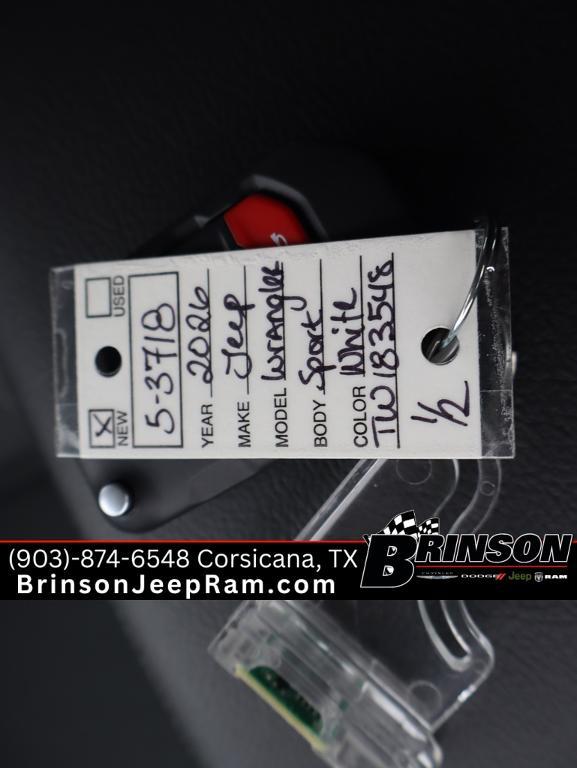 USED
NEW X
5-3718
YEAR 2026
MAKE Jeep
MODEL Wrangler
BODY Sport
COLOR White
TW183548
1/2
(903)-874-6548 Corsicana, TX
BrinsonJeepRam.com
BRINSON
CHRYSLER DODGE Jeep RAM